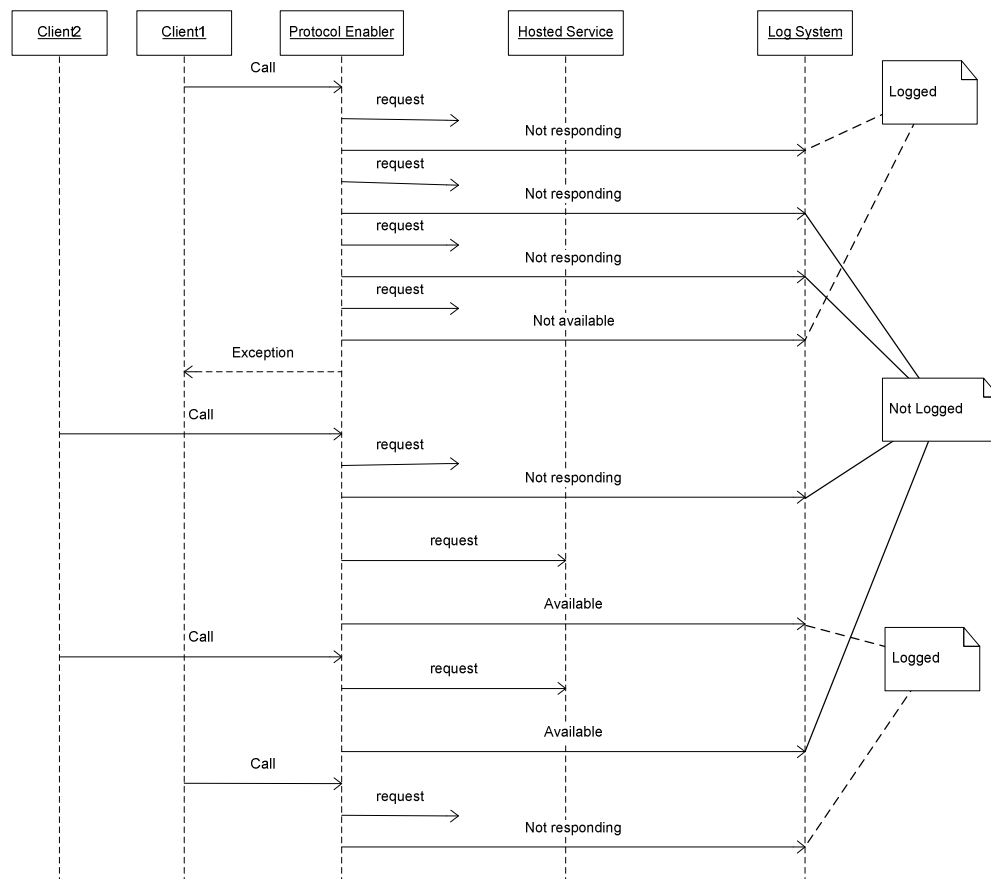 Client2
Client1
Protocol Enabler
Hosted Service
Log System
Call
Logged
request
Not responding
request
Not responding
request
Not responding
request
Not available
Exception
Call
Not Logged
request
Not responding
request
Available
Call
Logged
request
Available
Call
request
Not responding